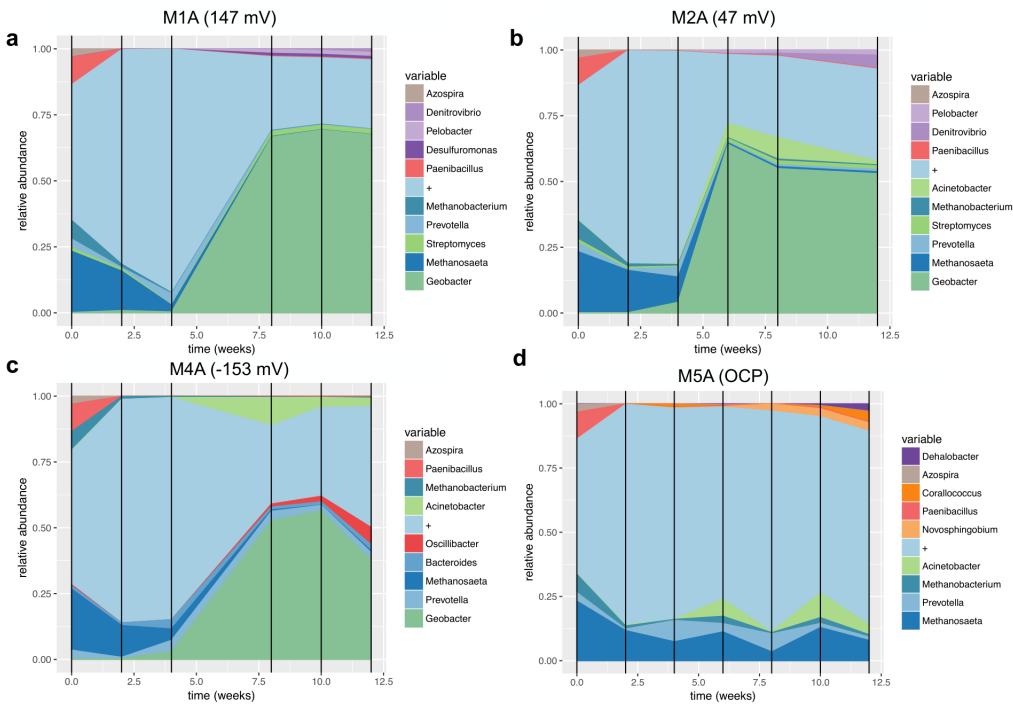 M1A (147 mV)
a
relative abundance
1.00
0.75
0.50
0.25
0.00
0.0
2.5
5.0
7.5
10.0
12.5
time (weeks)
variable
Azospira
Denitrovibrio
Pelobacter
Desulfuromonas
Paenibacillus
+
Methanobacterium
Prevotella
Streptomyces
Methanosaeta
Geobacter
M2A (47 mV)
b
relative abundance
1.00
0.75
0.50
0.25
0.00
0.0
2.5
5.0
7.5
10.0
12.5
time (weeks)
variable
Azospira
Pelobacter
Denitrovibrio
Paenibacillus
+
Acinetobacter
Methanobacterium
Streptomyces
Prevotella
Methanosaeta
Geobacter
M4A (-153 mV)
c
relative abundance
1.00
0.75
0.50
0.25
0.00
0.0
2.5
5.0
7.5
10.0
12.5
time (weeks)
variable
Azospira
Paenibacillus
Methanobacterium
Acinetobacter
+
Oscillibacter
Bacteroides
Methanosaeta
Prevotella
Geobacter
d
M5A (OCP)
relative abundance
1.00
0.75
0.50
0.25
0.00
0.0
2.5
5.0
7.5
10.0
12.5
time (weeks)
variable
Dehalobacter
Azospira
Corallococcus
Paenibacillus
Novosphingobium
+
Acinetobacter
Methanobacterium
Prevotella
Methanosaeta